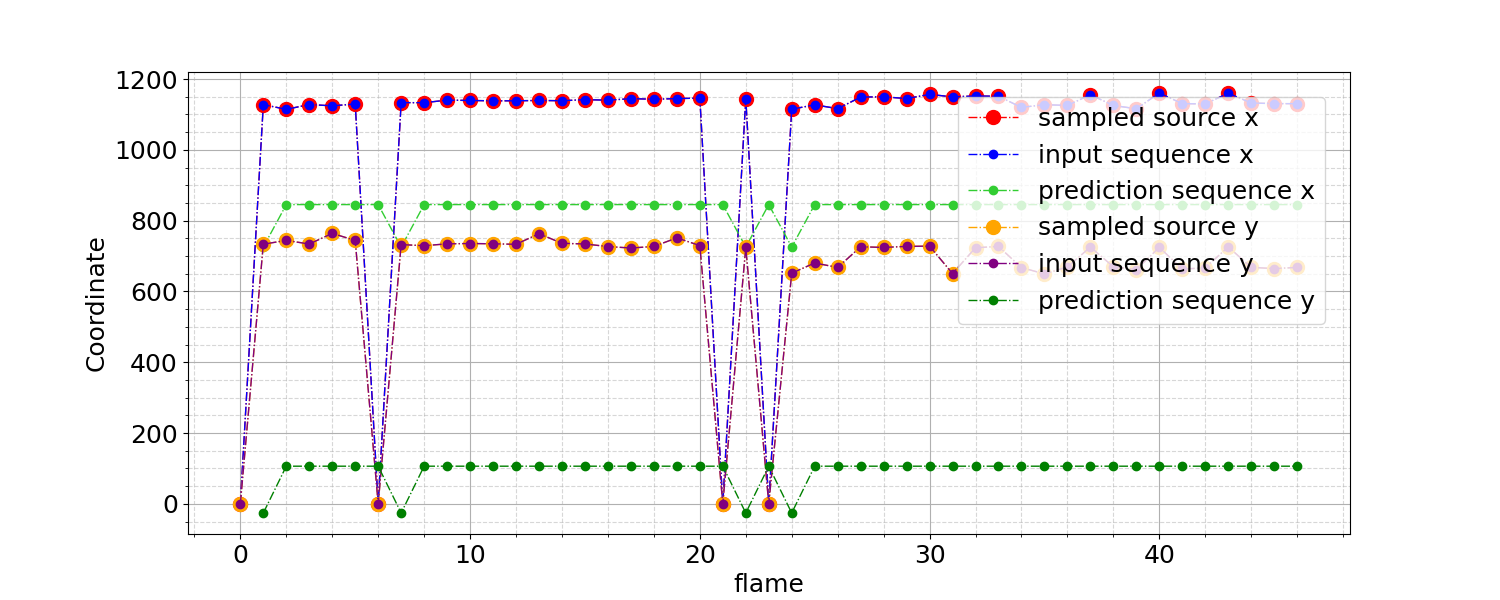 1200
1000
800
600
400
200
0
Coordinate
sampled source x
input sequence x
prediction sequence x
sampled source y
input sequence y
prediction sequence y
0 10 20 30 40
flame